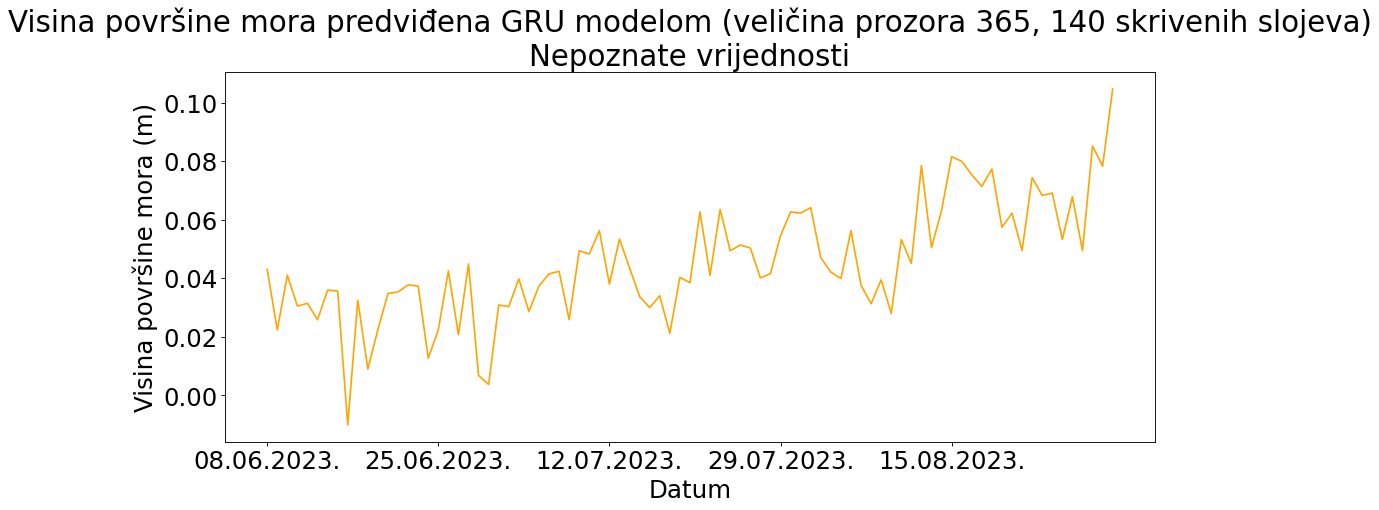 Visina površine mora predviđena GRU modelom (veličina prozora 365, 140 skrivenih slojeva)
Nepoznate vrijednosti
Visina površine mora (m)
0.10
0.08
0.06
0.04
0.02
0.00
08.06.2023. 25.06.2023. 12.07.2023. 29.07.2023. 15.08.2023.
Datum